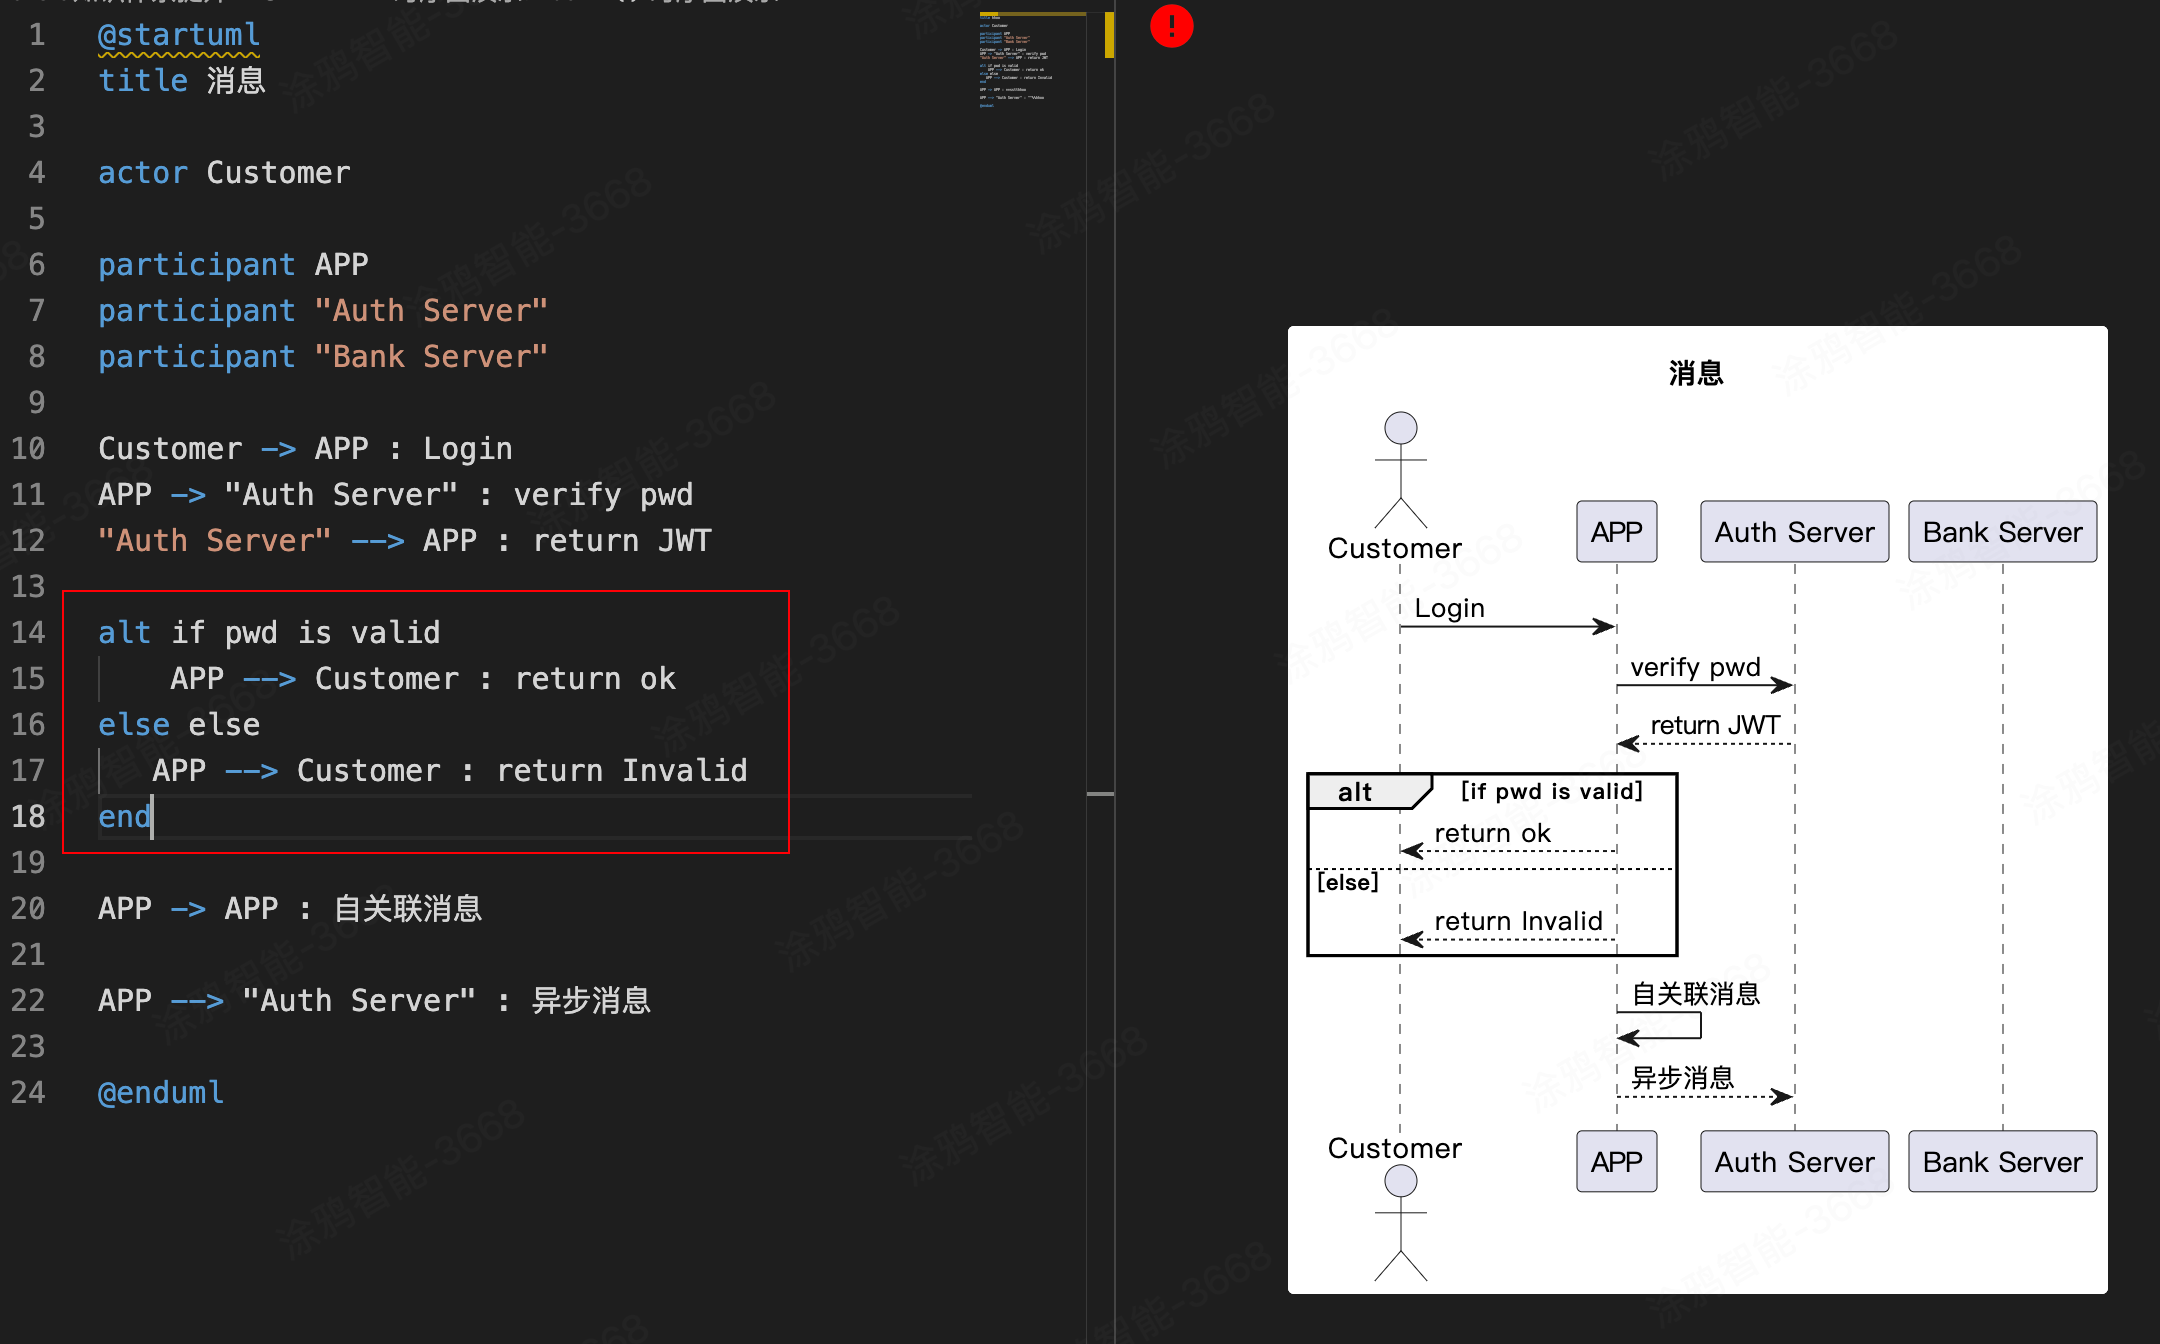 1 @startuml
2 title 消息
3
4 actor Customer
5
6 participant APP
7 participant "Auth Server"
8 participant "Bank Server"
9
10 Customer -> APP : Login
11 APP -> "Auth Server" : verify pwd
12 "Auth Server" --> APP : return JWT
13
14 alt if pwd is valid
15 APP --> Customer : return ok
16 else else
17 APP --> Customer : return Invalid
18 end
19
20 APP -> APP : 自关联消息
21
22 APP --> "Auth Server" : 异步消息
23
24 @enduml
!
消息
Customer
APP
Auth Server
Bank Server
Login
verify pwd
return JWT
alt [if pwd is valid]
return ok
[else]
return Invalid
自关联消息
异步消息
Customer
APP
Auth Server
Bank Server
涂鸦智能-3668